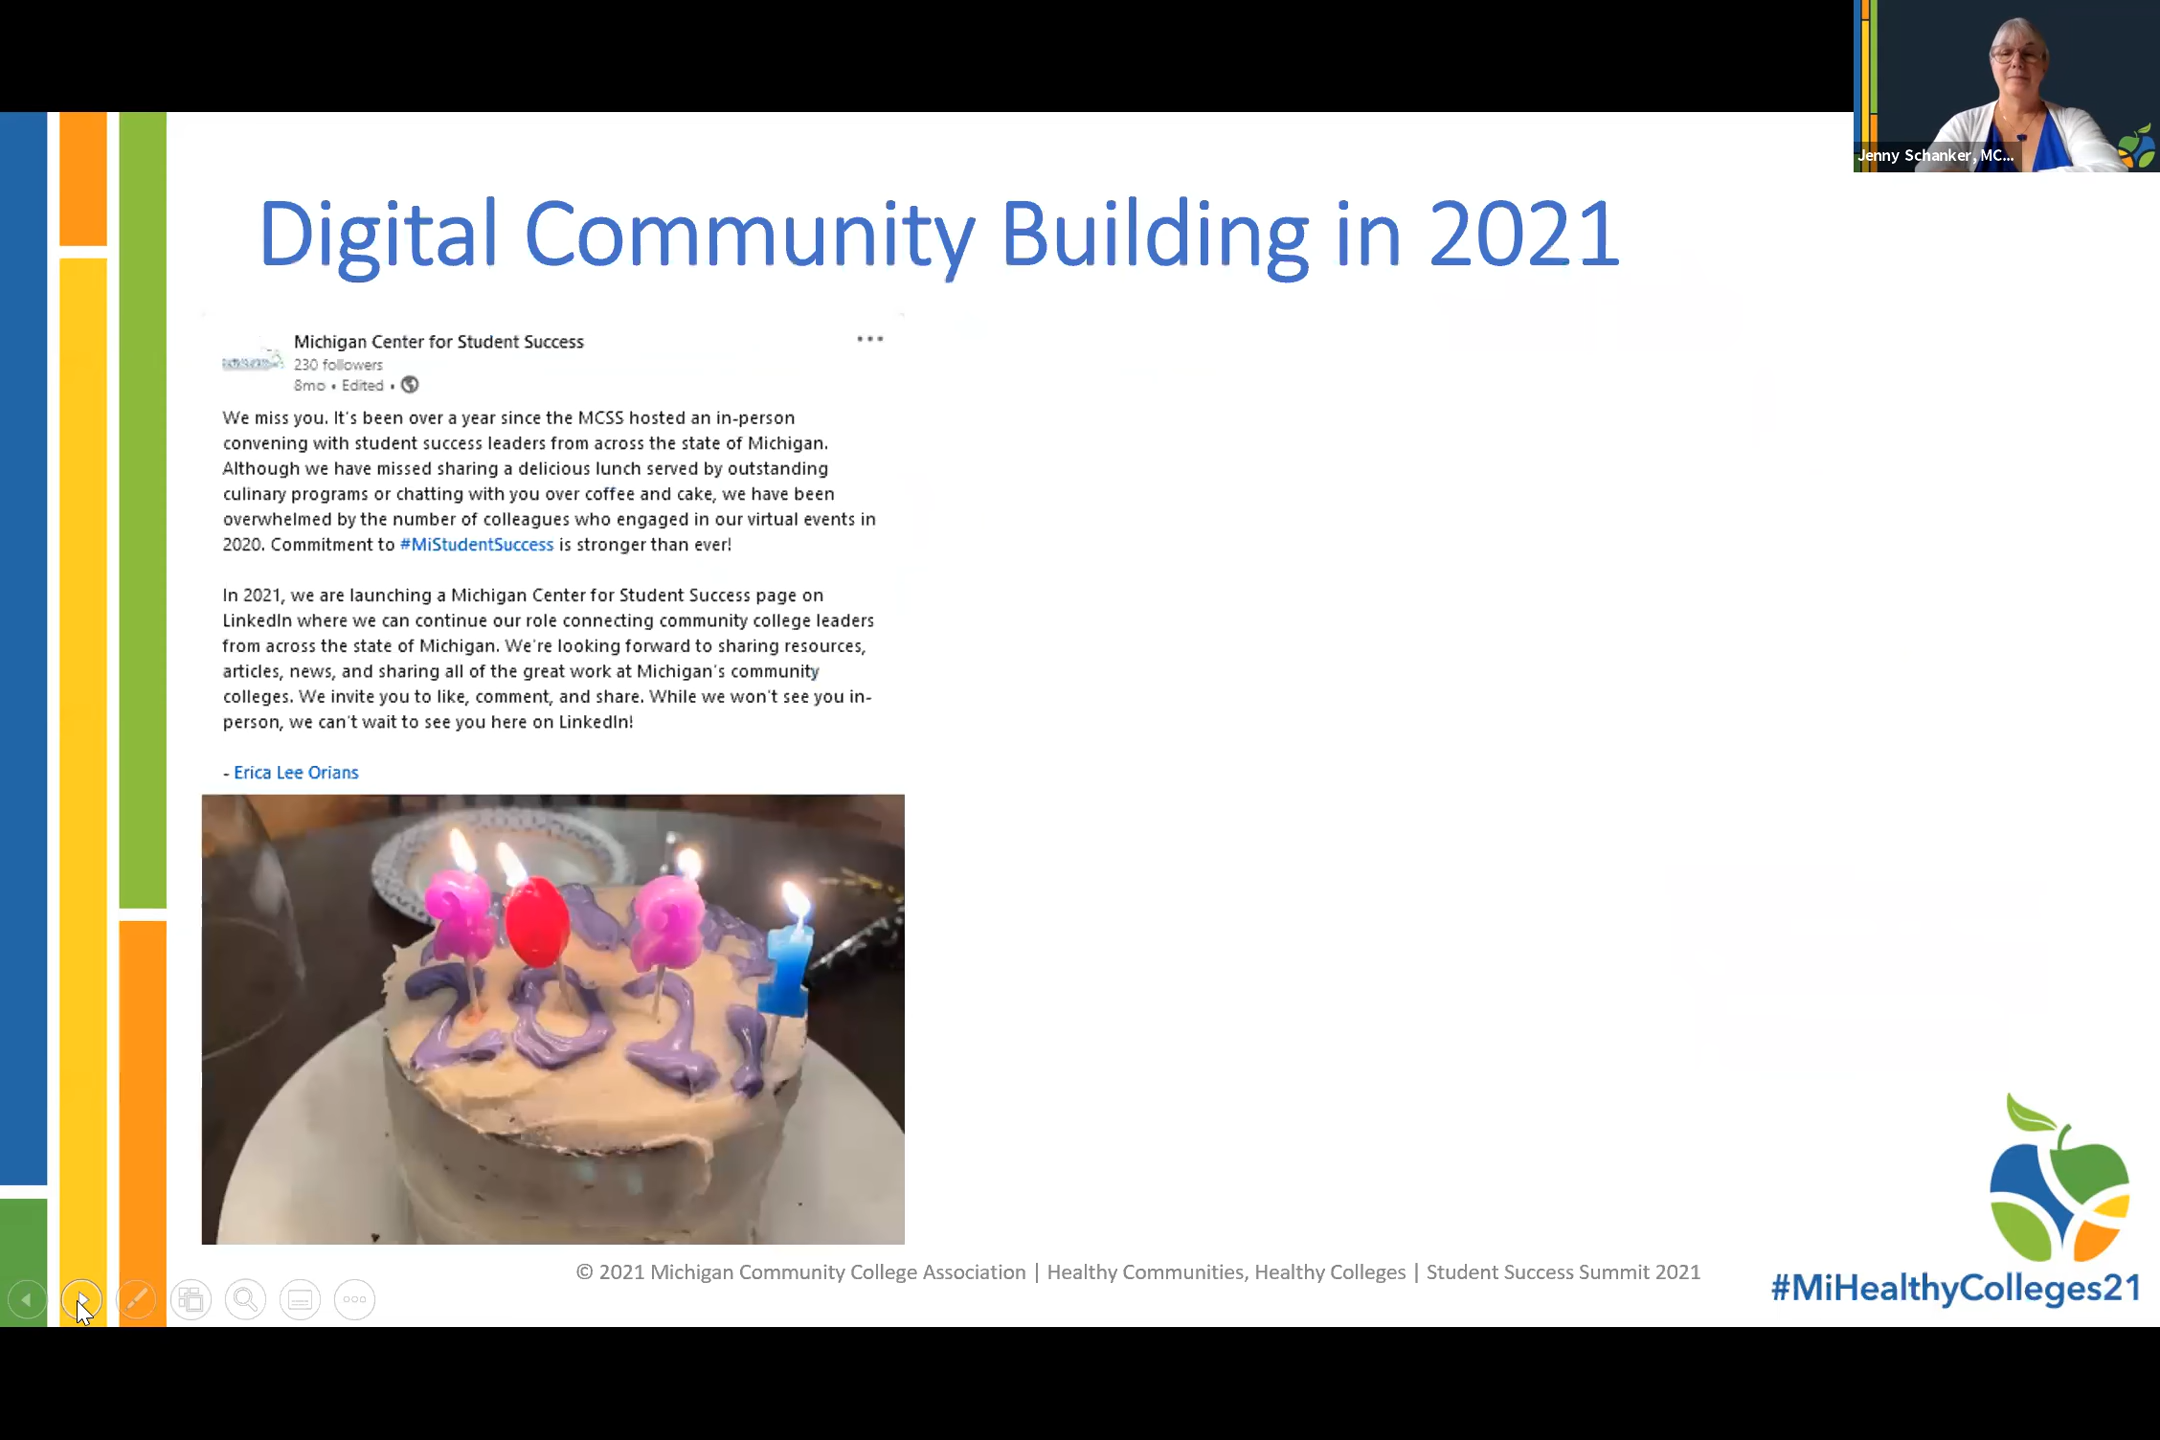 Jenny Schanker, MC...
Digital Community Building in 2021
Michigan Center for Student Success
230 followers
8mo • Edited •
We miss you. It's been over a year since the MCSS hosted an in-person
convening with student success leaders from across the state of Michigan.
Although we have missed sharing a delicious lunch served by outstanding
culinary programs or chatting with you over coffee and cake, we have been
overwhelmed by the number of colleagues who engaged in our virtual events in
2020. Commitment to #MiStudentSuccess is stronger than ever!
In 2021, we are launching a Michigan Center for Student Success page on
LinkedIn where we can continue our role connecting community college leaders
from across the state of Michigan. We're looking forward to sharing resources,
articles, news, and sharing all of the great work at Michigan's community
colleges. We invite you to like, comment, and share. While we won't see you in-
person, we can't wait to see you here on LinkedIn!
- Erica Lee Orians
2021
2021
© 2021 Michigan Community College Association | Healthy Communities, Healthy Colleges | Student Success Summit 2021
#MiHealthyColleges21